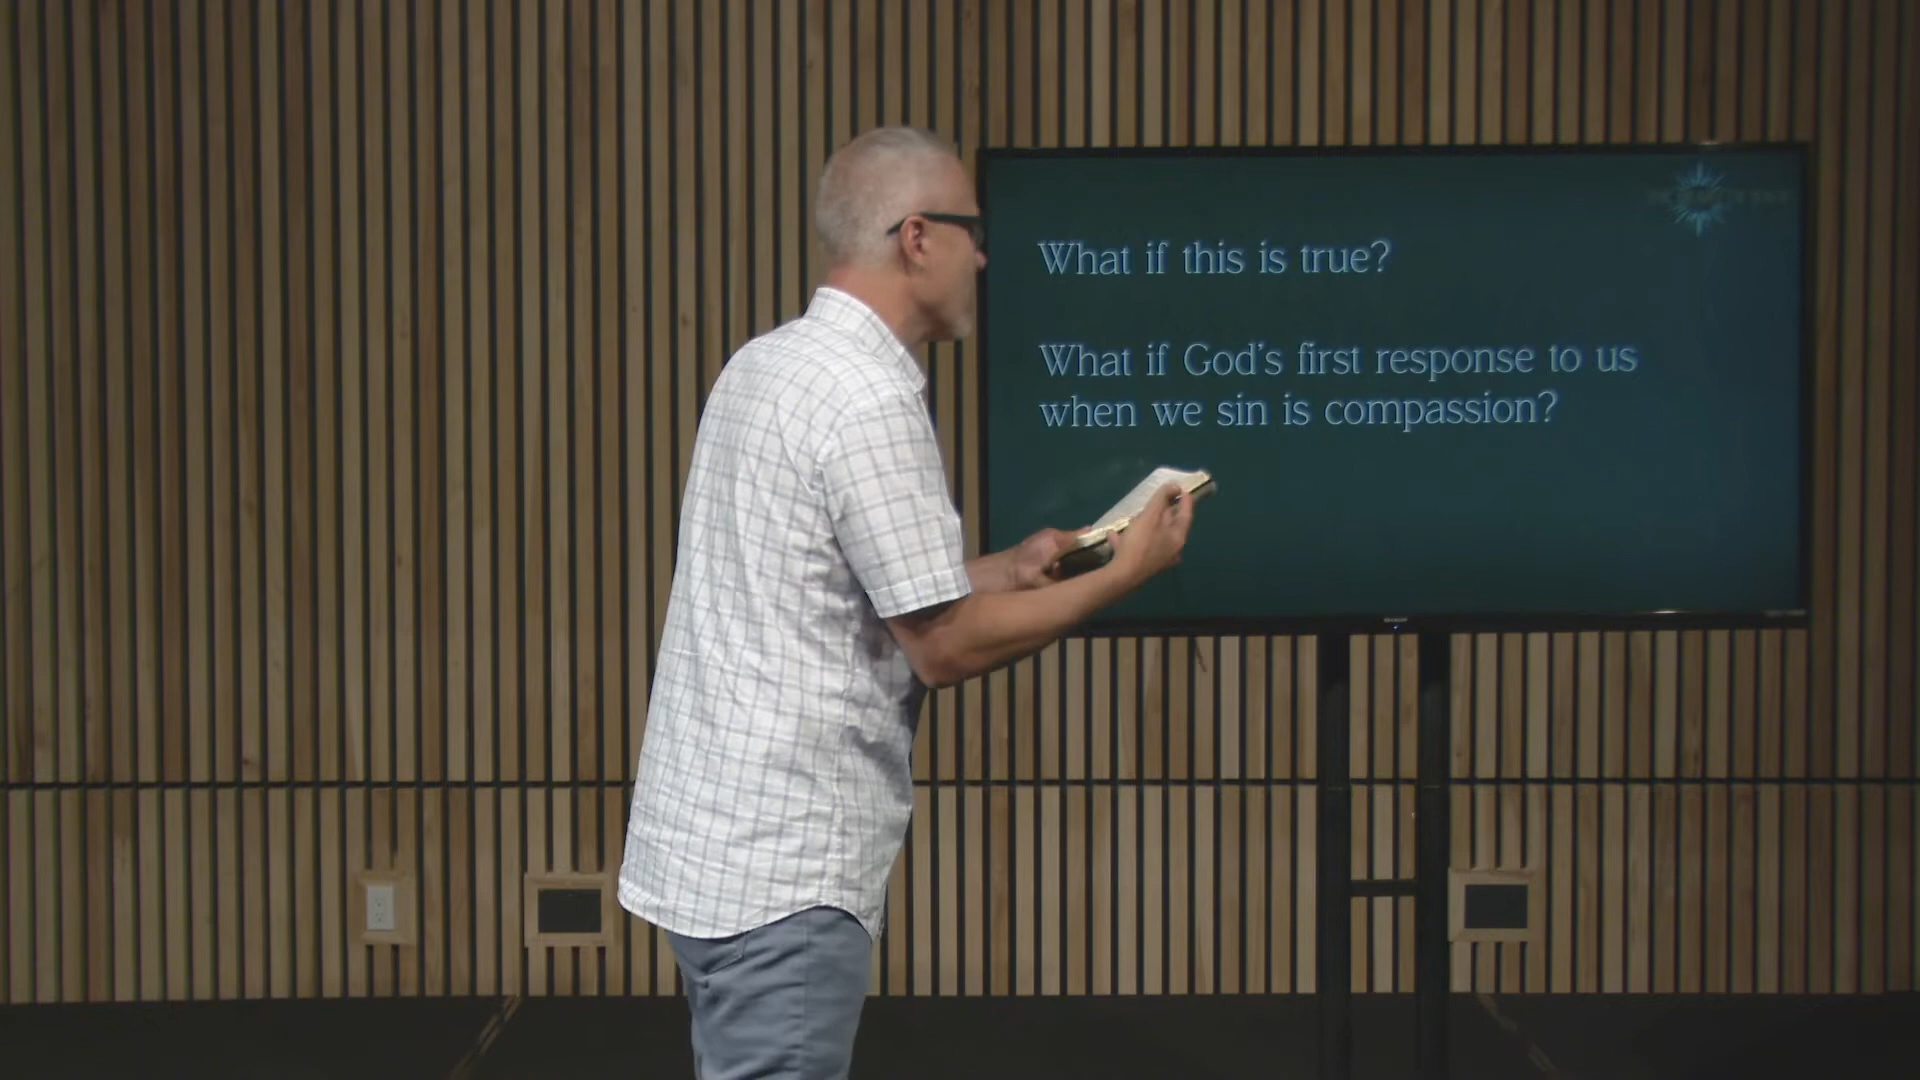 What if this is true?
What if God's first response to us
when we sin is compassion?